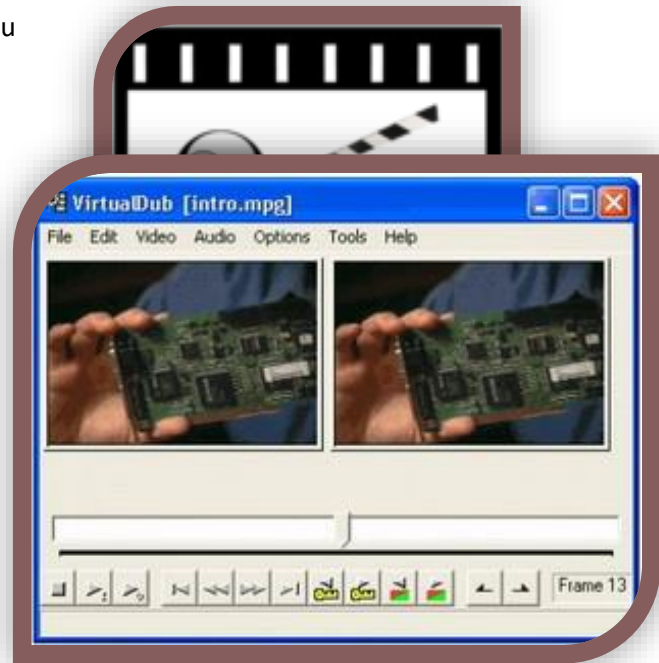 u
VirtualDub [intro.mpg]
File Edit Video Audio Options Tools Help
Frame 13